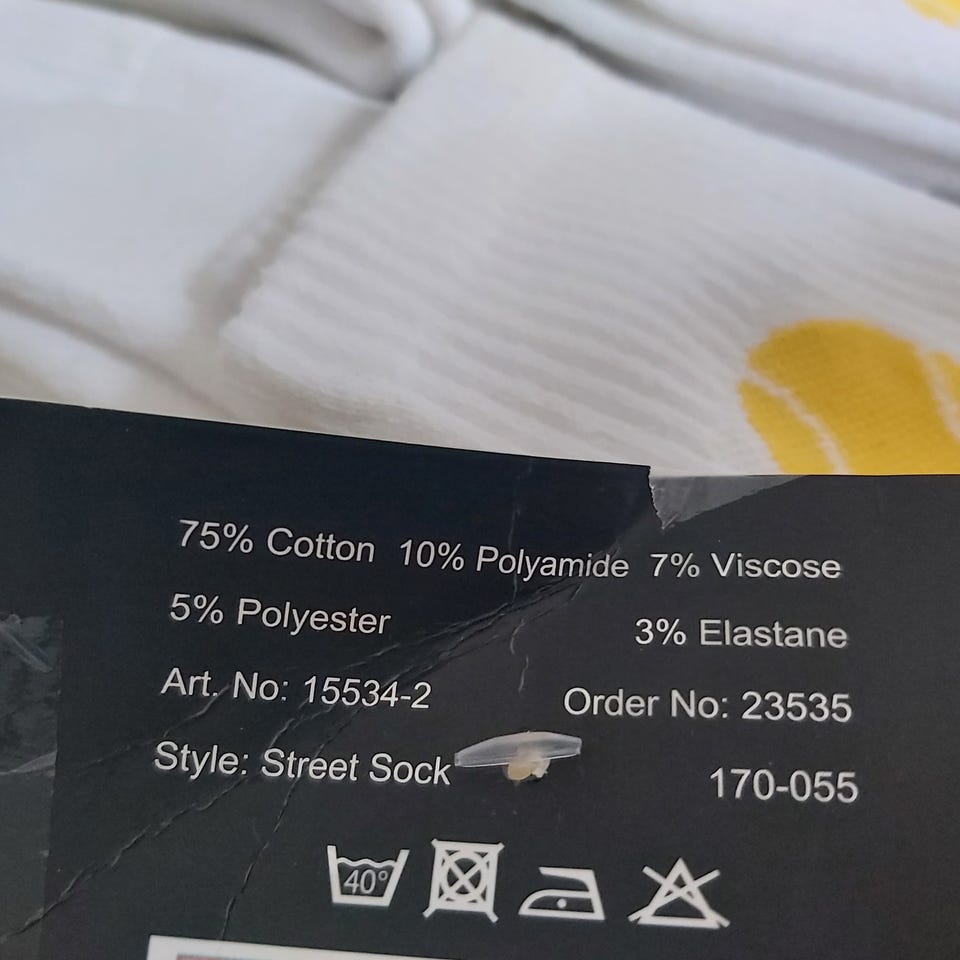 75% Cotton 10% Polyamide 7% Viscose
5% Polyester 3% Elastane
Art. No: 15534-2 Order No: 23535
Style: Street Sock 170-055
40°